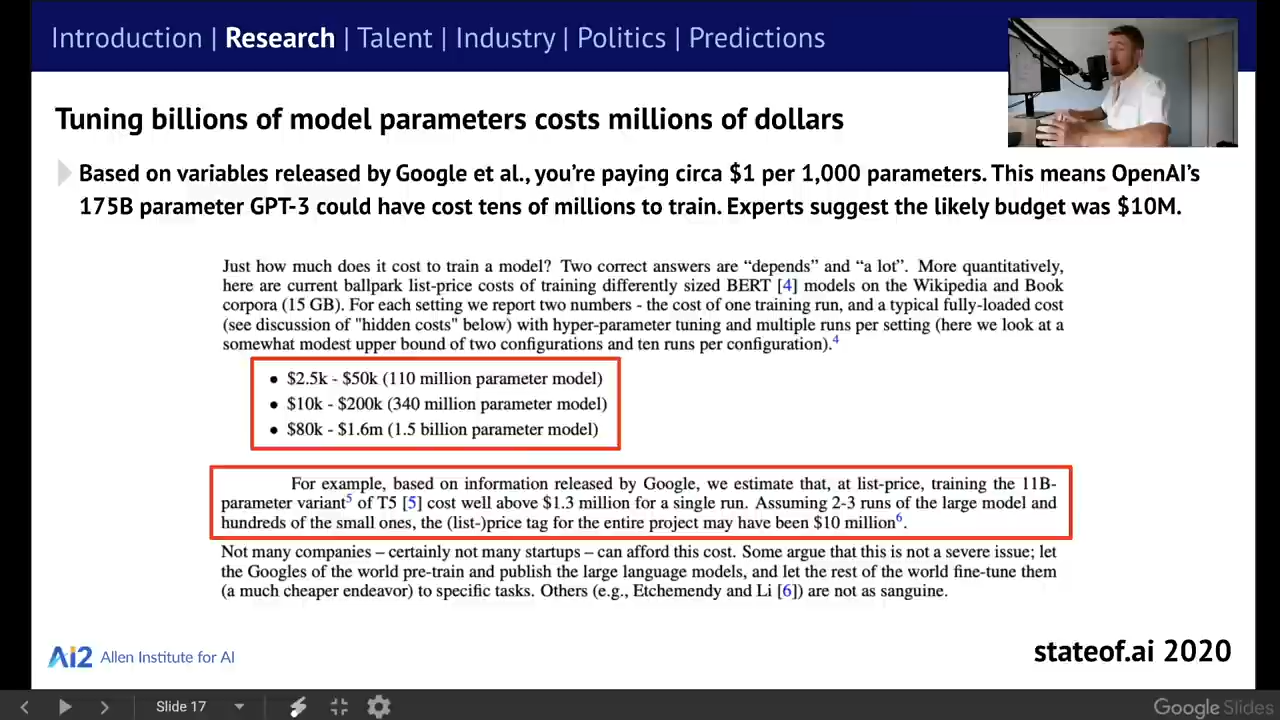 Introduction | Research | Talent | Industry | Politics | Predictions
Tuning billions of model parameters costs millions of dollars
Based on variables released by Google et al., you’re paying circa $1 per 1,000 parameters. This means OpenAI’s
175B parameter GPT-3 could have cost tens of millions to train. Experts suggest the likely budget was $10M.
Just how much does it cost to train a model? Two correct answers are “depends” and “a lot”. More quantitatively,
here are current ballpark list-price costs of training differently sized BERT [4] models on the Wikipedia and Book
corpora (15 GB). For each setting we report two numbers - the cost of one training run, and a typical fully-loaded cost
(see discussion of "hidden costs" below) with hyper-parameter tuning and multiple runs per setting (here we look at a
somewhat modest upper bound of two configurations and ten runs per configuration).4
• $2.5k - $50k (110 million parameter model)
• $10k - $200k (340 million parameter model)
• $80k - $1.6m (1.5 billion parameter model)
For example, based on information released by Google, we estimate that, at list-price, training the 11B-
parameter variant5 of T5 [5] cost well above $1.3 million for a single run. Assuming 2-3 runs of the large model and
hundreds of the small ones, the (list-)price tag for the entire project may have been $10 million6.
Not many companies – certainly not many startups – can afford this cost. Some argue that this is not a severe issue; let
the Googles of the world pre-train and publish the large language models, and let the rest of the world fine-tune them
(a much cheaper endeavor) to specific tasks. Others (e.g., Etchemendy and Li [6]) are not as sanguine.
AI2 Allen Institute for AI
stateof.ai 2020
Slide 17
Google Slides